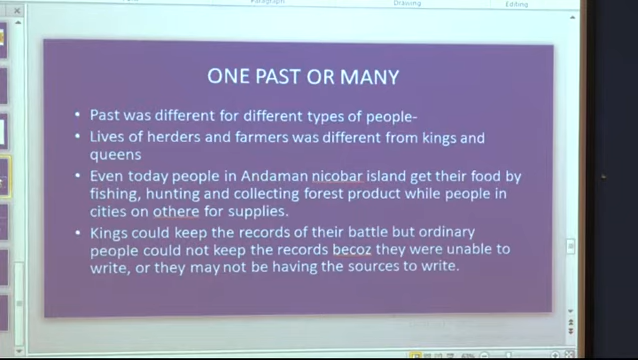 Paragraph
Drawing
Editing
ONE PAST OR MANY
• Past was different for different types of people-
• Lives of herders and farmers was different from kings and
queens
• Even today people in Andaman nicobar island get their food by
fishing, hunting and collecting forest product while people in
cities on othere for supplies.
• Kings could keep the records of their battle but ordinary
people could not keep the records becoz they were unable to
write, or they may not be having the sources to write.